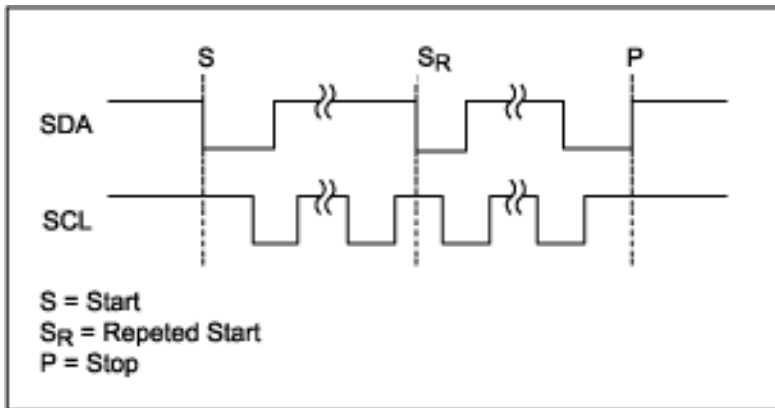 S SR P
SDA
SCL
S = Start
SR = Repeted Start
P = Stop